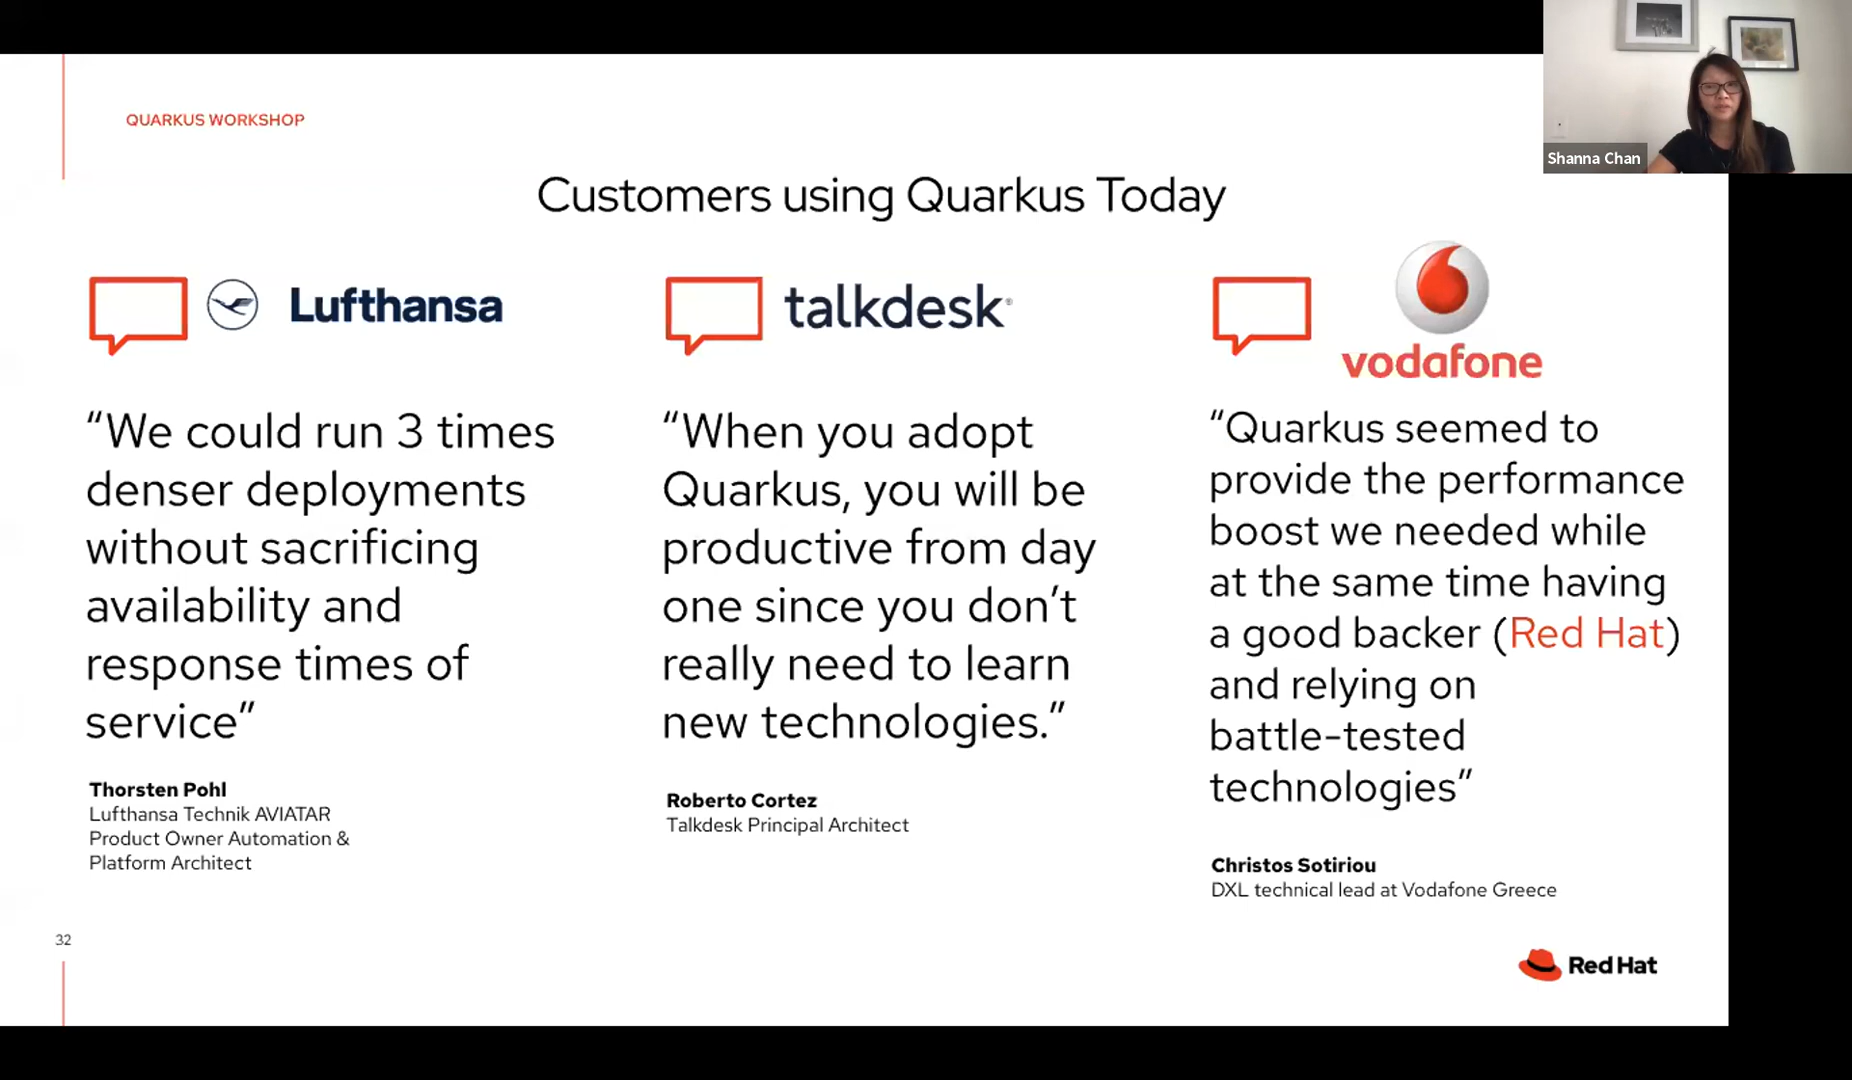 Shanna Chan
QUARKUS WORKSHOP
Customers using Quarkus Today
Lufthansa
“We could run 3 times
denser deployments
without sacrificing
availability and
response times of
service”
Thorsten Pohl
Lufthansa Technik AVIATAR
Product Owner Automation &
Platform Architect
talkdesk®
“When you adopt
Quarkus, you will be
productive from day
one since you don’t
really need to learn
new technologies.”
Roberto Cortez
Talkdesk Principal Architect
vodafone
“Quarkus seemed to
provide the performance
boost we needed while
at the same time having
a good backer (Red Hat)
and relying on
battle-tested
technologies”
Christos Sotiriou
DXL technical lead at Vodafone Greece
32
Red Hat